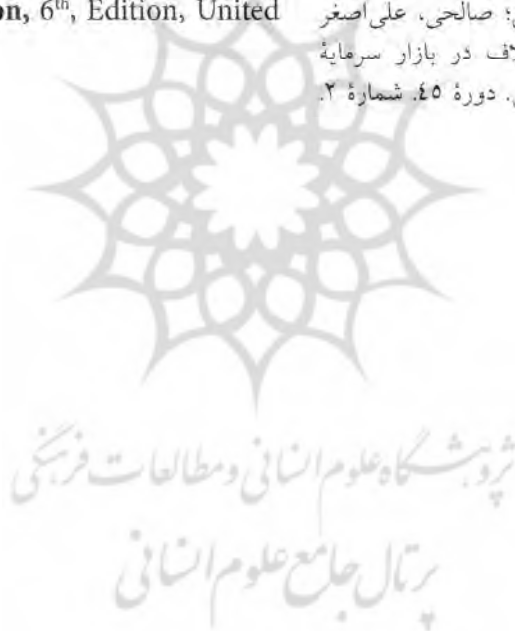 on, 6th, Edition, United
؛ صالحی، علی‌اصغر
لاف در بازار سرمایهٔ
. دورهٔ ٤٥. شمارهٔ ۲.
پژوهشگاه علوم انسانی و مطالعات فرهنگی
پرتال جامع علوم انسانی